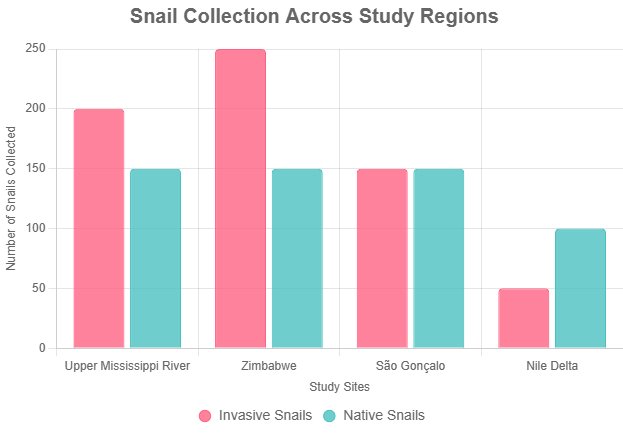 Snail Collection Across Study Regions
Number of Snails Collected
250
200
150
100
50
0
Upper Mississippi River
Zimbabwe
São Gonçalo
Nile Delta
Study Sites
Invasive Snails
Native Snails